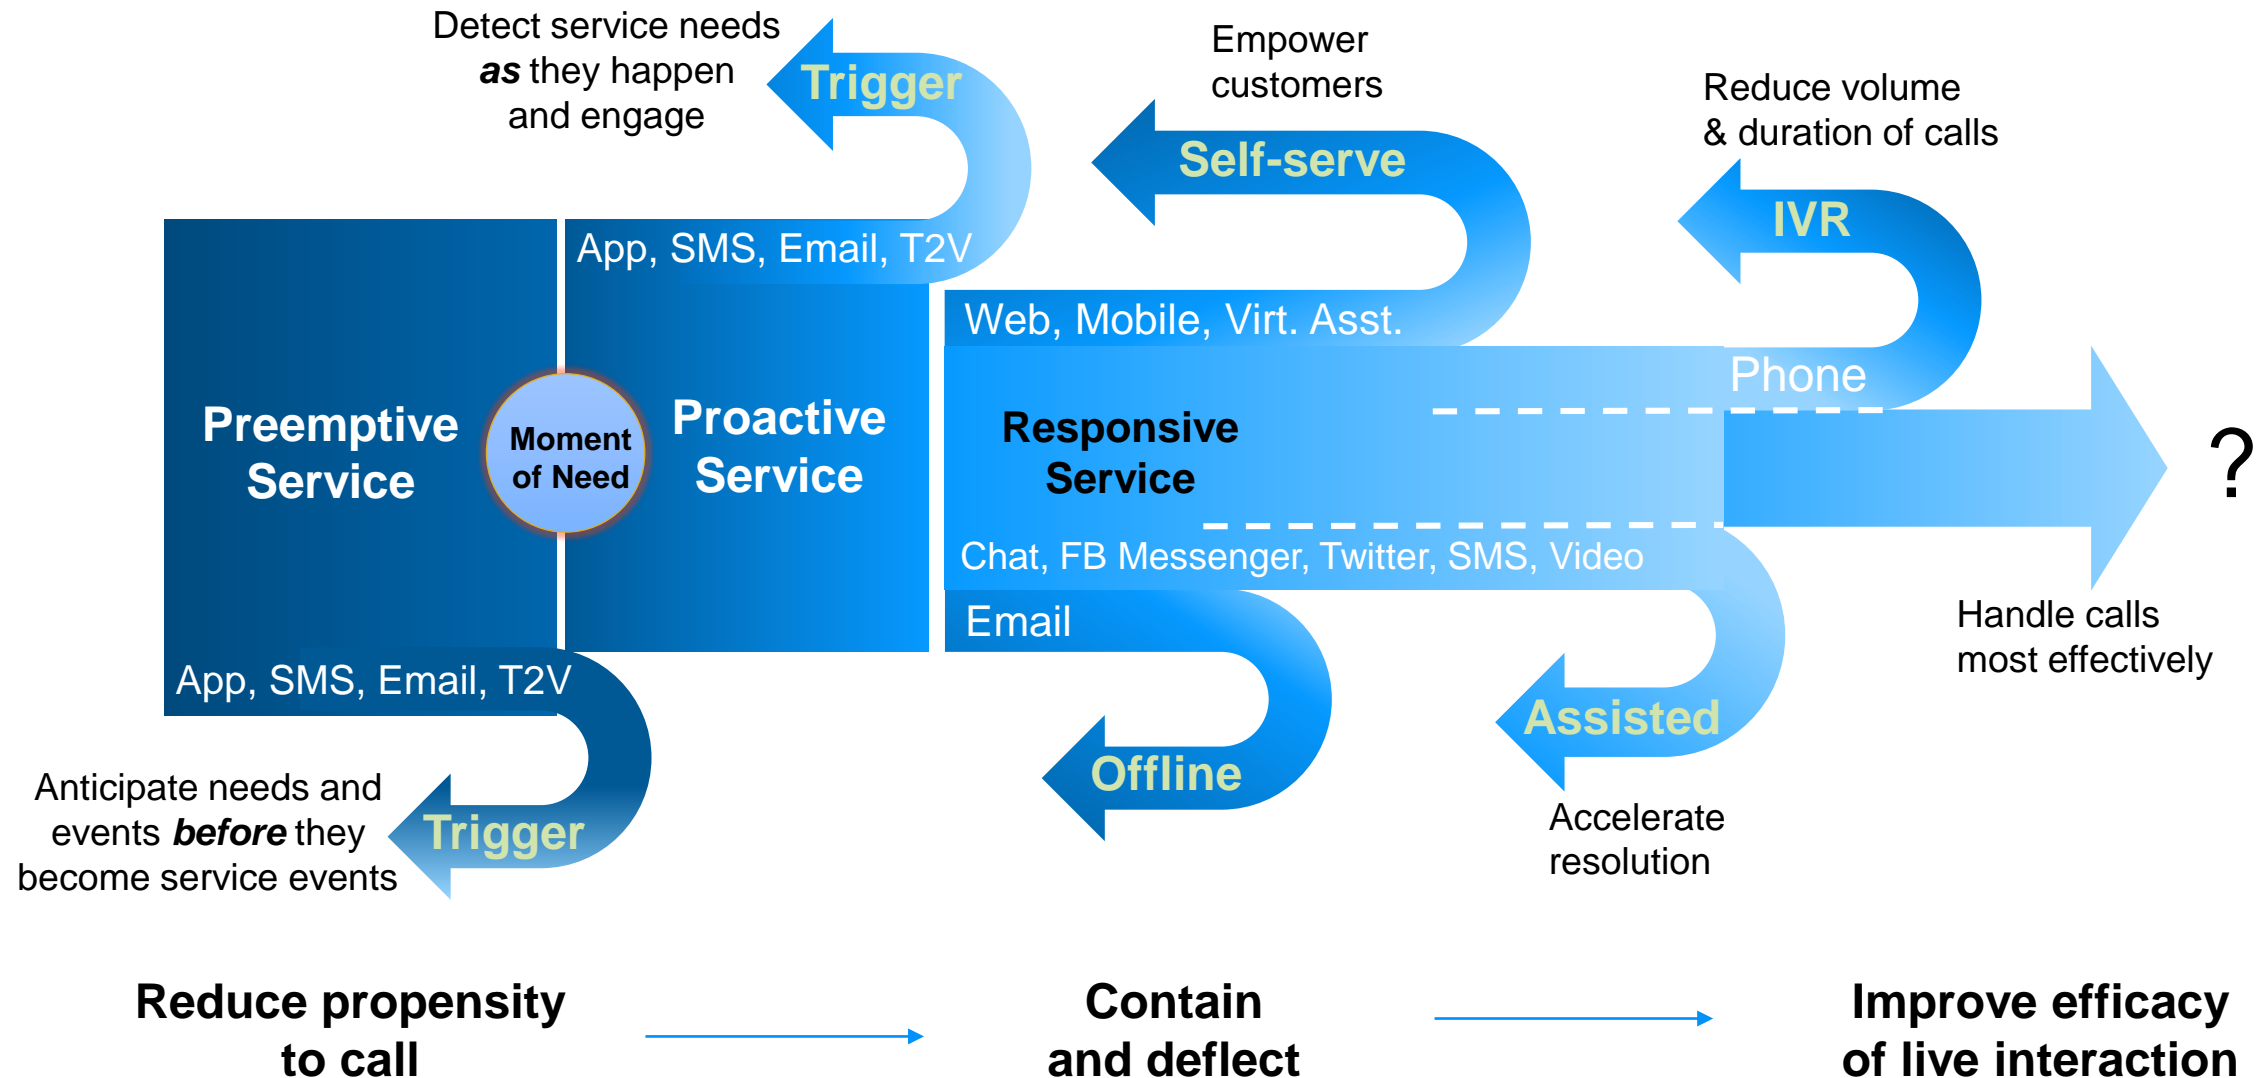 Detect service needs
as they happen
and engage
Trigger
Empower
customers
Self-serve
Reduce volume
& duration of calls
IVR
App, SMS, Email, T2V
Web, Mobile, Virt. Asst.
Phone
Preemptive
Service
Moment
of Need
Proactive
Service
Responsive
Service
?
Chat, FB Messenger, Twitter, SMS, Video
Email
Handle calls
most effectively
App, SMS, Email, T2V
Assisted
Offline
Anticipate needs and
events before they
become service events
Trigger
Accelerate
resolution
Reduce propensity
to call
Contain
and deflect
Improve efficacy
of live interaction